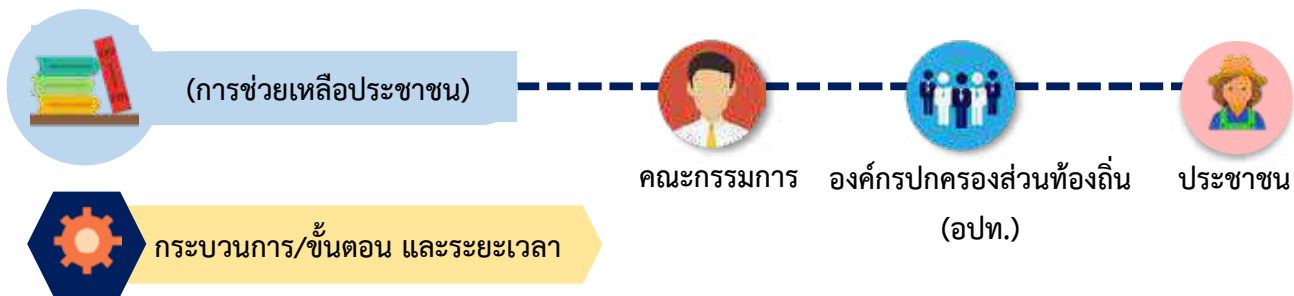 (การช่วยเหลือประชาชน)
คณะกรรมการ
องค์กรปกครองส่วนท้องถิ่น
(อปท.)
ประชาชน
กระบวนการ/ขั้นตอน และระยะเวลา